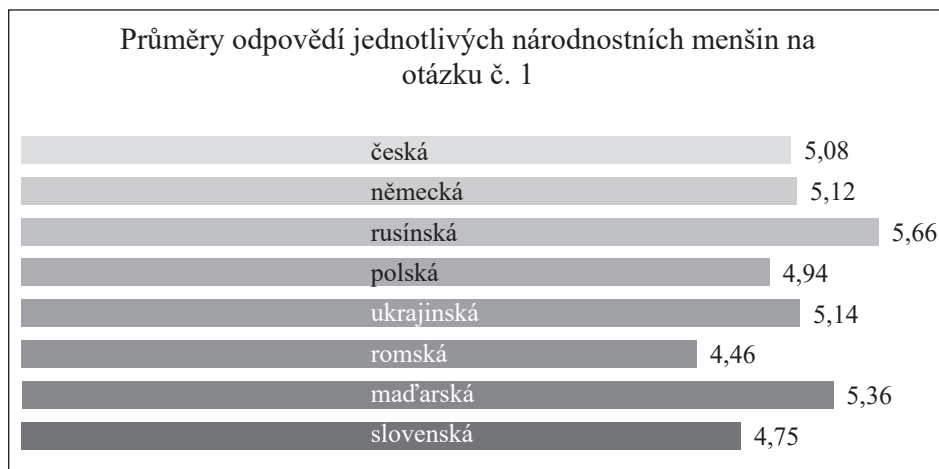 Průměry odpovědí jednotlivých národnostních menšin na
otázku č. 1
česká 5,08
německá 5,12
rusínská 5,66
polská 4,94
ukrajinská 5,14
romská 4,46
maďarská 5,36
slovenská 4,75